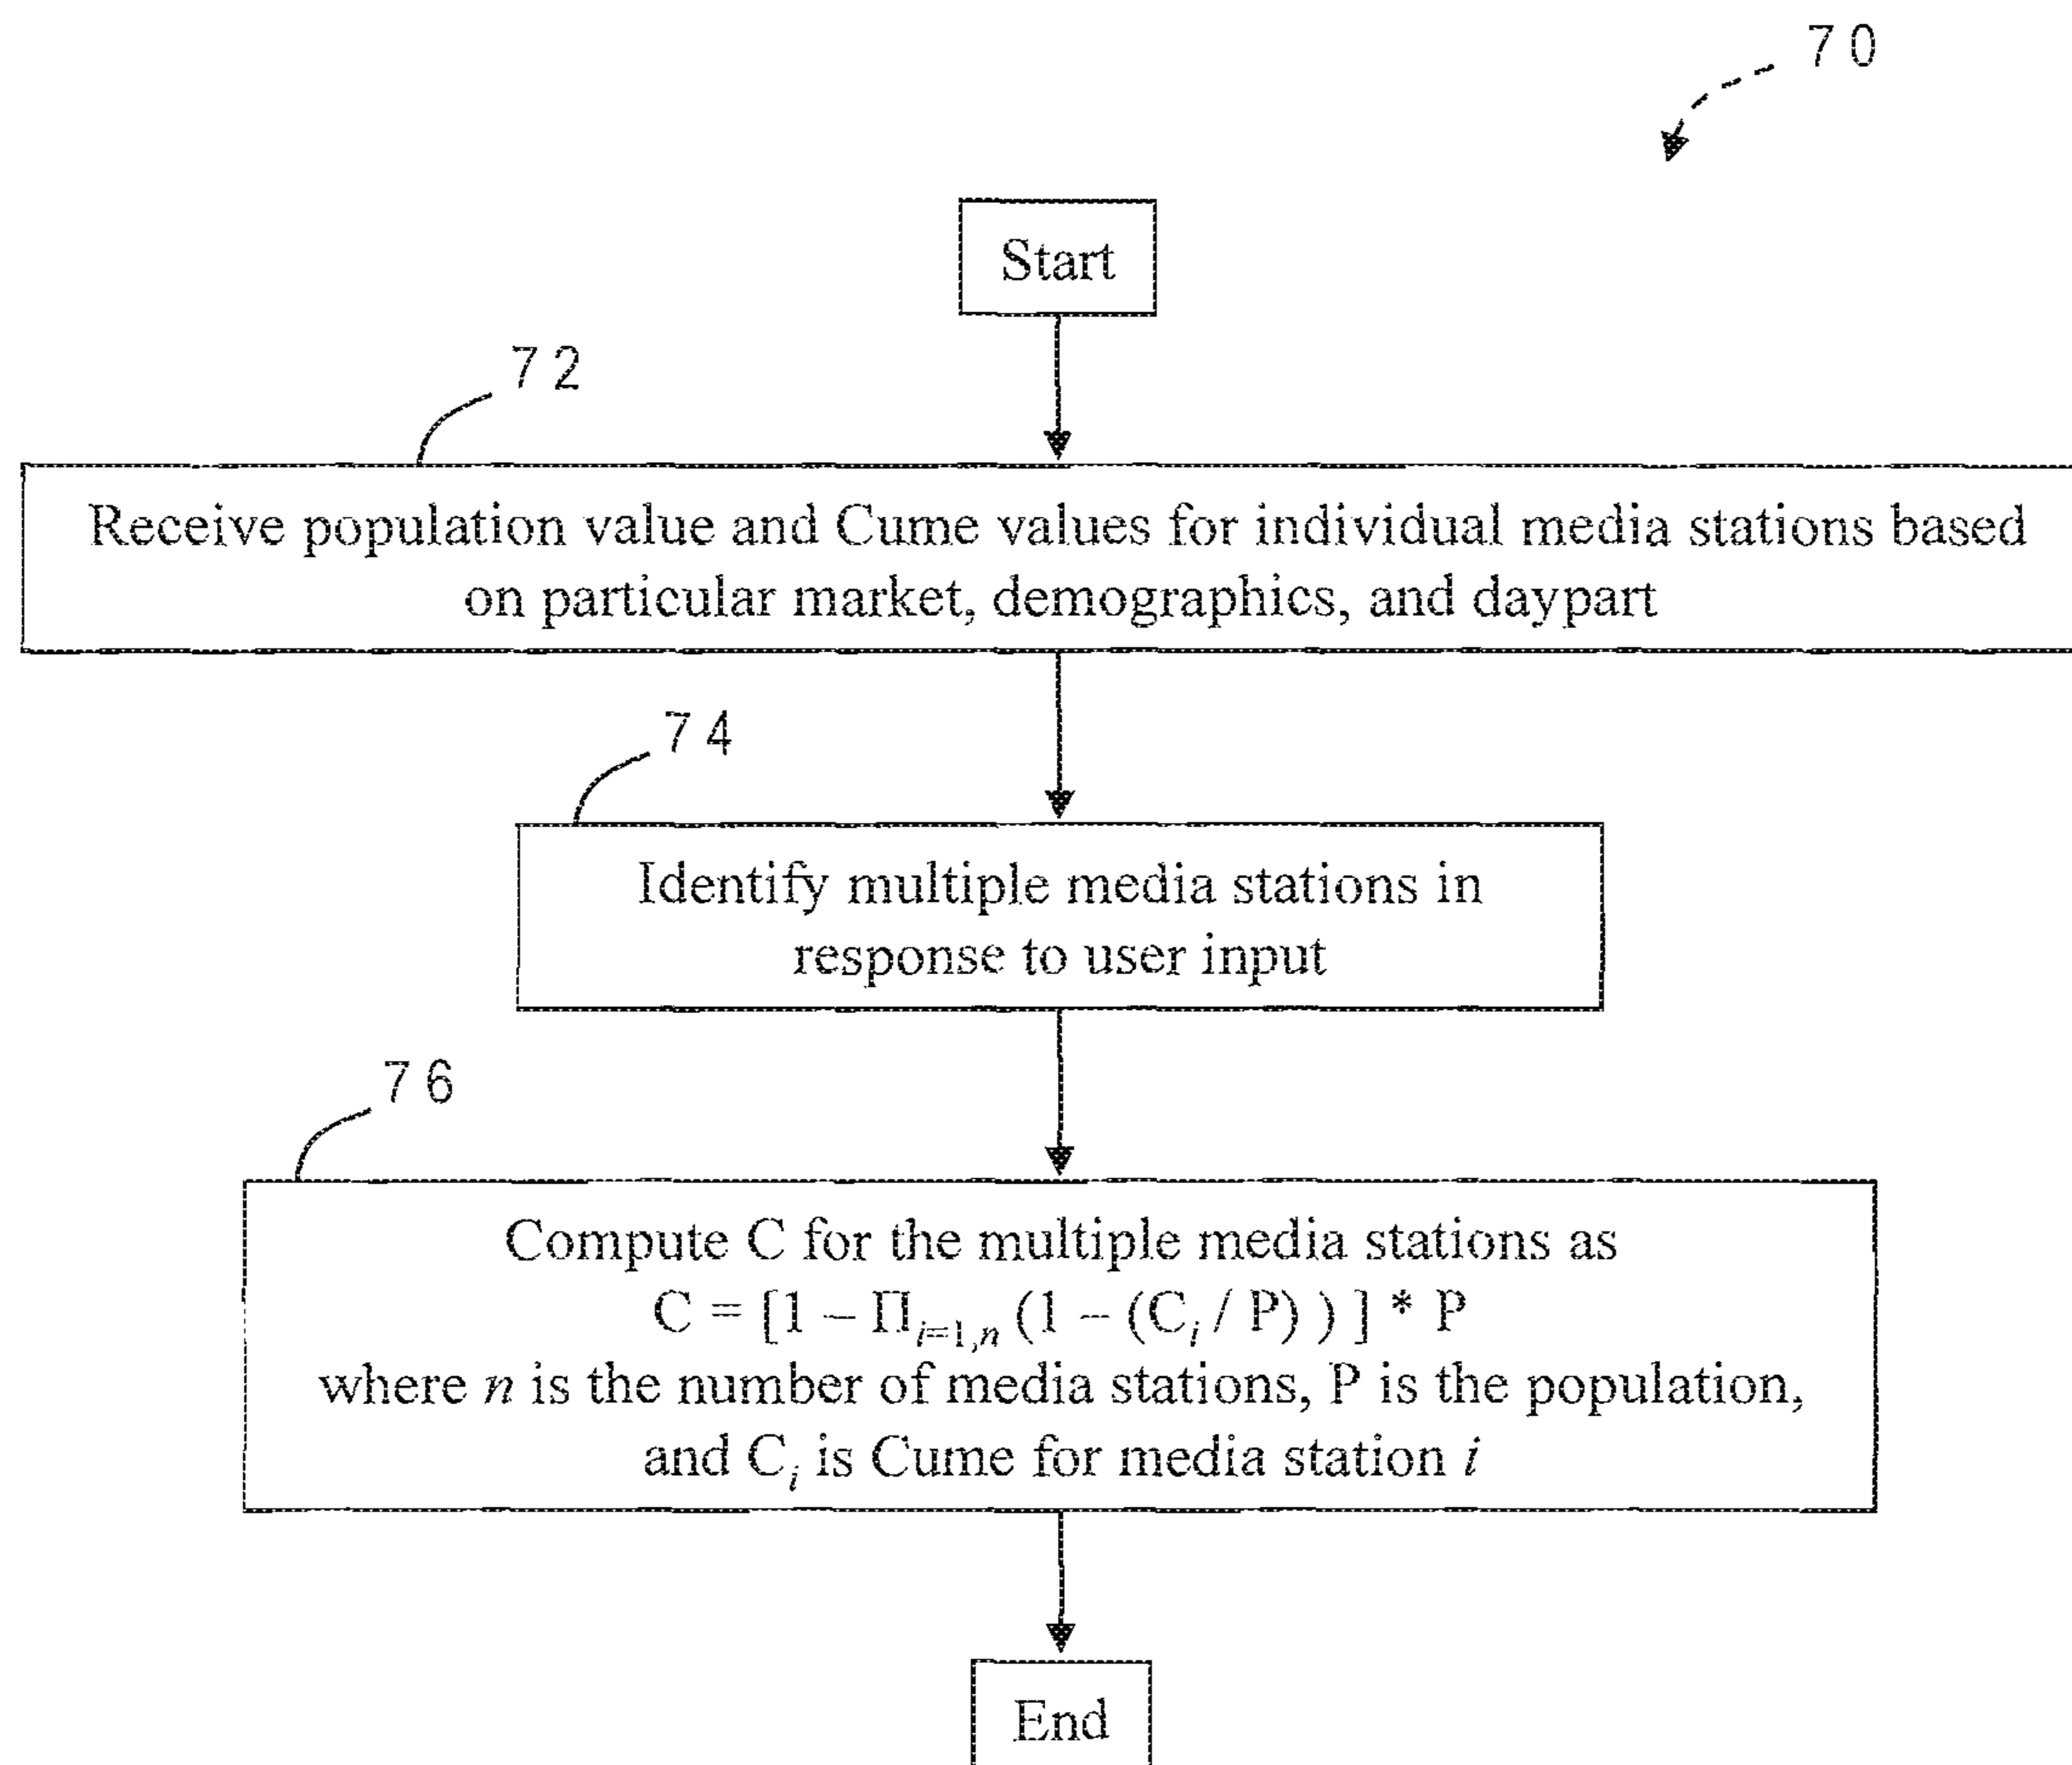 70
Start
72
Receive population value and Cume values for individual media stations based
on particular market, demographics, and daypart
74
Identify multiple media stations in
response to user input
76
Compute C for the multiple media stations as
C = [1 – Π_{i=1,n} (1 – (C_i / P) ) ] * P
where n is the number of media stations, P is the population,
and C_i is Cume for media station i
End